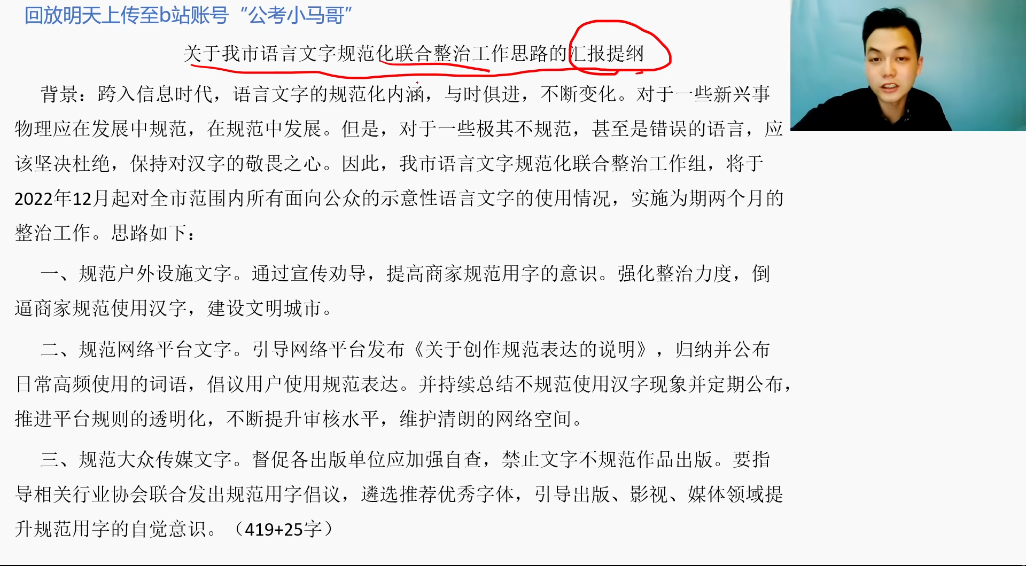 回放明天上传至b站账号“公考小马哥”
关于我市语言文字规范化联合整治工作思路的汇报提纲
背景：跨入信息时代，语言文字的规范化内涵，与时俱进，不断变化。对于一些新兴事
物理应在发展中规范，在规范中发展。但是，对于一些极其不规范，甚至是错误的语言，应
该坚决杜绝，保持对汉字的敬畏之心。因此，我市语言文字规范化联合整治工作组，将于
2022年12月起对全市范围内所有面向公众的示意性语言文字的使用情况，实施为期两个月的
整治工作。思路如下：
一、规范户外设施文字。通过宣传劝导，提高商家规范用字的意识。强化整治力度，倒
逼商家规范使用汉字，建设文明城市。
二、规范网络平台文字。引导网络平台发布《关于创作规范表达的说明》，归纳并公布
日常高频使用的词语，倡议用户使用规范表达。并持续总结不规范使用汉字现象并定期公布，
推进平台规则的透明化，不断提升审核水平，维护清朗的网络空间。
三、规范大众传媒文字。督促各出版单位应加强自查，禁止文字不规范作品出版。要指
导相关行业协会联合发出规范用字倡议，遴选推荐优秀字体，引导出版、影视、媒体领域提
升规范用字的自觉意识。（419+25字）